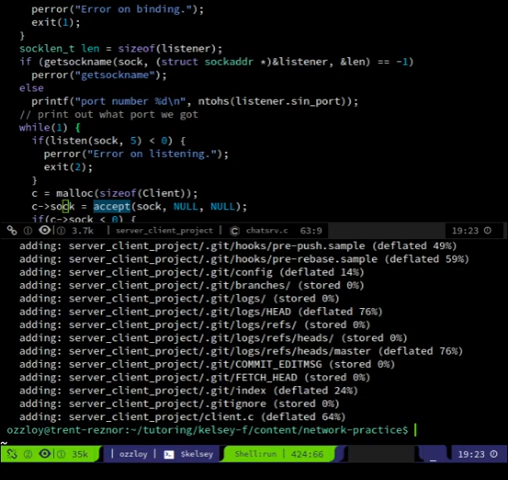 perror("Error on binding.");
exit(1);
}
socklen_t len = sizeof(listener);
if (getsockname(sock, (struct sockaddr *)&listener, &len) == -1)
perror("getsockname");
else
printf("port number %d\n", ntohs(listener.sin_port));
// print out what port we got
while(1) {
if(listen(sock, 5) < 0) {
perror("Error on listening.");
exit(2);
}
c = malloc(sizeof(Client));
c->sock = accept(sock, NULL, NULL);
if(c->sock < 0) {
① ① 3.7k | server_client_project | C chatsrv.c 63:9 19:23
adding: server_client_project/.git/hooks/pre-push.sample (deflated 49%)
adding: server_client_project/.git/hooks/pre-rebase.sample (deflated 59%)
adding: server_client_project/.git/config (deflated 14%)
adding: server_client_project/.git/branches/ (stored 0%)
adding: server_client_project/.git/logs/ (stored 0%)
adding: server_client_project/.git/logs/HEAD (deflated 76%)
adding: server_client_project/.git/logs/refs/ (stored 0%)
adding: server_client_project/.git/logs/refs/heads/ (stored 0%)
adding: server_client_project/.git/logs/refs/heads/master (deflated 76%)
adding: server_client_project/.git/COMMIT_EDITMSG (stored 0%)
adding: server_client_project/.git/FETCH_HEAD (stored 0%)
adding: server_client_project/.git/index (deflated 24%)
adding: server_client_project/.gitignore (stored 0%)
adding: server_client_project/client.c (deflated 64%)
ozzloy@trent-reznor:~/tutoring/kelsey-f/content/network-practice$
~
② ① 35k | ozzloy | $kelsey Shell:run | 424:66 _ 19:23